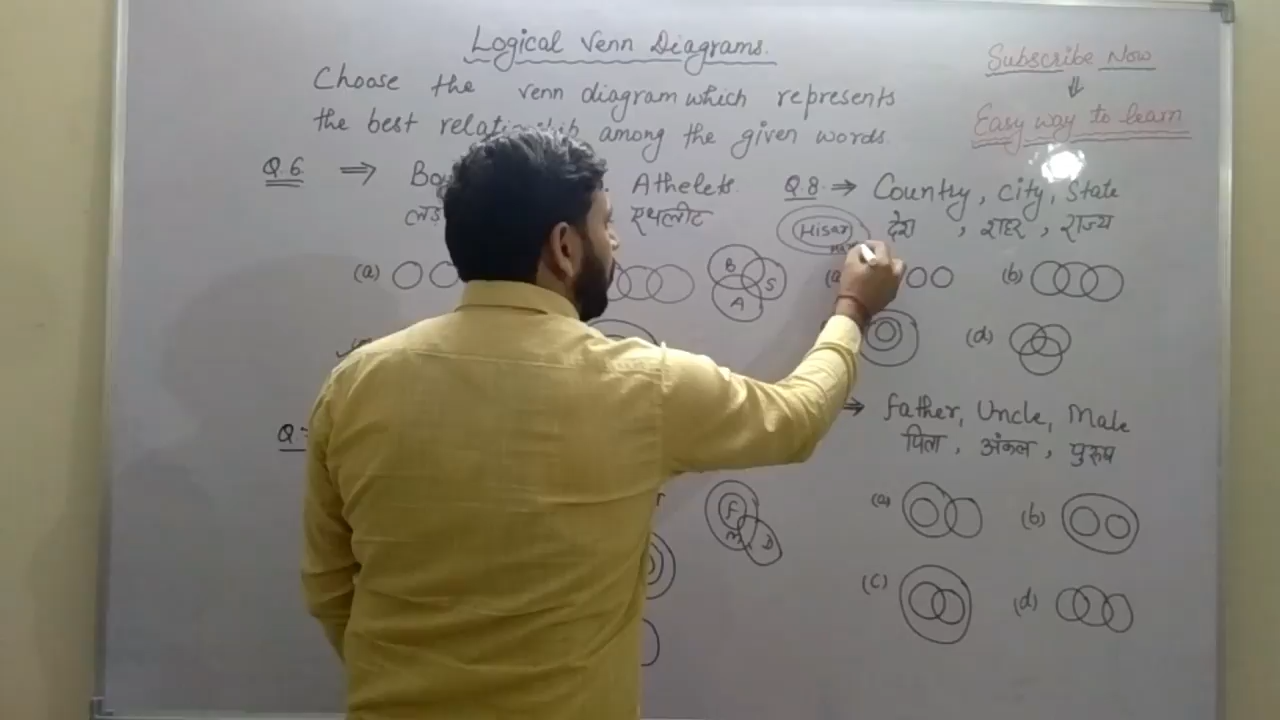 Logical Venn Diagrams.
Choose the venn diagram which represents
the best among the given words.
Q.6. ⇒ Athelets.
एथलीट
(a)
B S
A
Subscribe Now
⇓
Easy way to learn
Q.8. ⇒ Country, City, State
Hisar देश , शहर , राज्य
(b)
(d)
⇒ Father, Uncle, Male
पिता , अंकल , पुरुष
(a) (b)
(c) (d)
F
M D